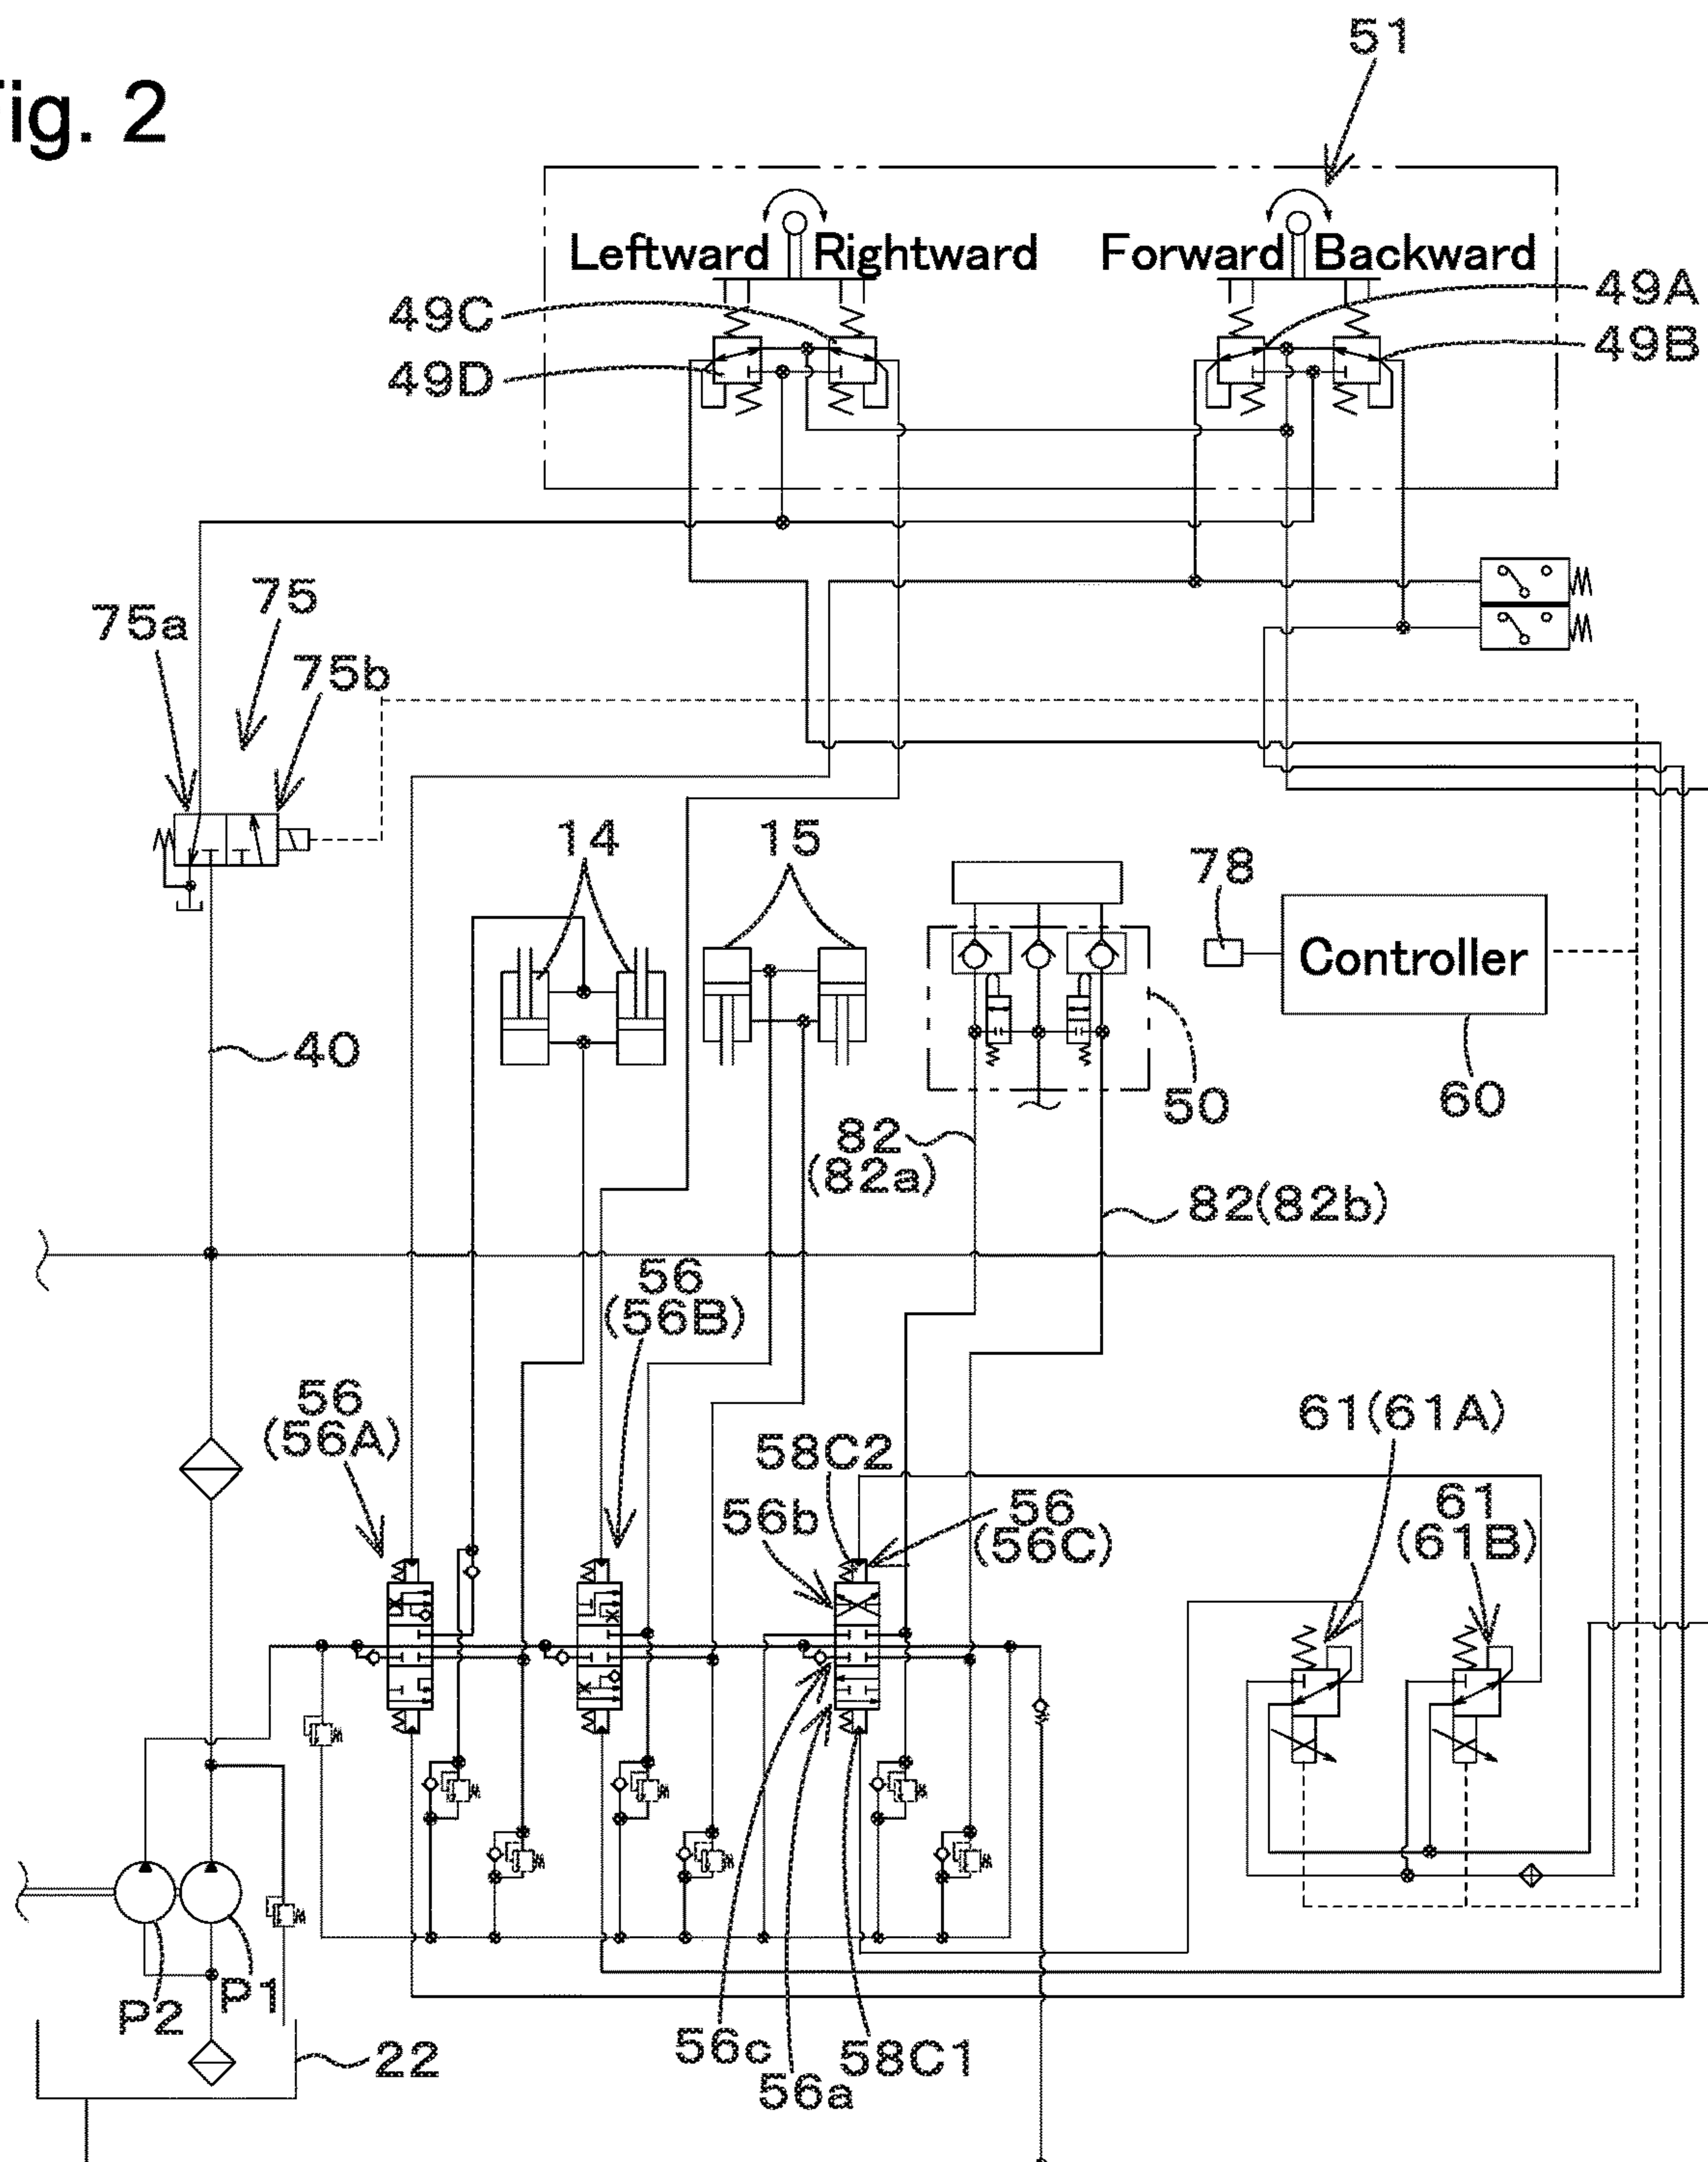 Fig. 2
51
Leftward Rightward
Forward Backward
49C
49A
49D
49B
75
75a
75b
14
15
78
Controller
40
50
60
82
(82a)
82(82b)
56
(56B)
56
(56A)
61(61A)
58C2
56b
56
(56C)
61
(61B)
P2
P1
22
56c
56a
58C1